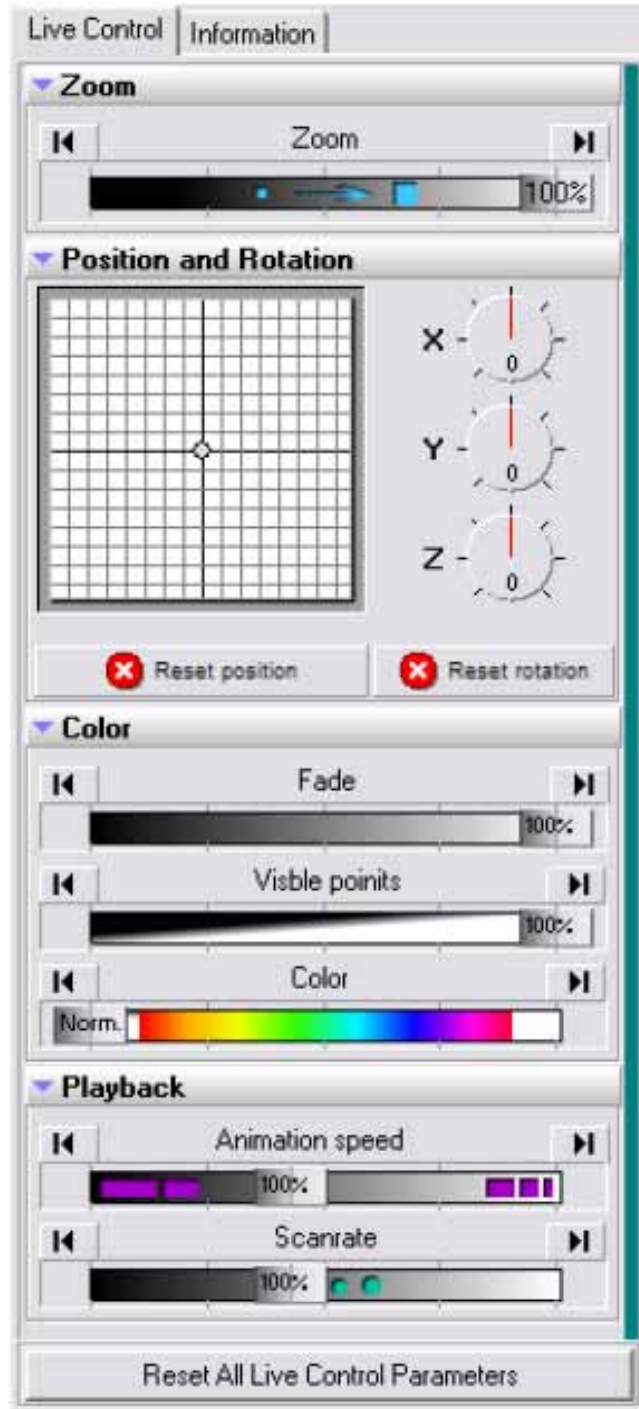 Live Control Information
Zoom
Zoom
100%
Position and Rotation
X
0
Y
0
Z
0
Reset position Reset rotation
Color
Fade
100%
Visble poinits
100%
Color
Norm.
Playback
Animation speed
100%
Scanrate
100%
Reset All Live Control Parameters